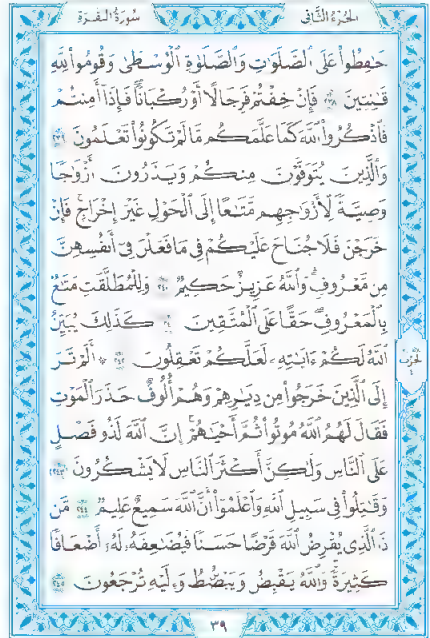 الجزء الثاني
سورة البقرة
حَـٰفِظُوا۟ عَلَى ٱلصَّلَوَٰتِ وَٱلصَّلَوٰةِ ٱلْوُسْطَىٰ وَقُومُوا۟ لِلَّهِ
قَـٰنِتِينَ ٢٣٨ فَإِنْ خِفْتُمْ فَرِجَالًا أَوْ رُكْبَانًا فَإِذَآ أَمِنتُمْ
فَٱذْكُرُوا۟ ٱللَّهَ كَمَا عَلَّمَكُم مَّا لَمْ تَكُونُوا۟ تَعْلَمُونَ ٢٣٩
وَٱلَّذِينَ يُتَوَفَّوْنَ مِنكُمْ وَيَذَرُونَ أَزْوَٰجًا
وَصِيَّةً لِّأَزْوَٰجِهِم مَّتَـٰعًا إِلَى ٱلْحَوْلِ غَيْرَ إِخْرَاجٍ ۚ فَإِنْ
خَرَجْنَ فَلَا جُنَاحَ عَلَيْكُمْ فِى مَا فَعَلْنَ فِىٓ أَنفُسِهِنَّ
مِن مَّعْرُوفٍ ۗ وَٱللَّهُ عَزِيزٌ حَكِيمٌ ٢٤٠ وَلِلْمُطَلَّقَـٰتِ مَتَـٰعٌۢ
بِٱلْمَعْرُوفِ ۖ حَقًّا عَلَى ٱلْمُتَّقِينَ ٢٤١ كَذَٰلِكَ يُبَيِّنُ
ٱللَّهُ لَكُمْ ءَايَـٰتِهِۦ لَعَلَّكُمْ تَعْقِلُونَ ٢٤٢ ۞ أَلَمْ تَرَ
إِلَى ٱلَّذِينَ خَرَجُوا۟ مِن دِيَـٰرِهِمْ وَهُمْ أُلُوفٌ حَذَرَ ٱلْمَوْتِ
فَقَالَ لَهُمُ ٱللَّهُ مُوتُوا۟ ثُمَّ أَحْيَـٰهُمْ ۚ إِنَّ ٱللَّهَ لَذُو فَضْلٍ
عَلَى ٱلنَّاسِ وَلَـٰكِنَّ أَكْثَرَ ٱلنَّاسِ لَا يَشْكُرُونَ ٢٤٣
وَقَـٰتِلُوا۟ فِى سَبِيلِ ٱللَّهِ وَٱعْلَمُوٓا۟ أَنَّ ٱللَّهَ سَمِيعٌ عَلِيمٌ ٢٤٤ مَّن
ذَا ٱلَّذِى يُقْرِضُ ٱللَّهَ قَرْضًا حَسَنًا فَيُضَـٰعِفَهُۥ لَهُۥٓ أَضْعَافًا
كَثِيرَةً ۚ وَٱللَّهُ يَقْبِضُ وَيَبْصُۜطُ وَإِلَيْهِ تُرْجَعُونَ ٢٤٥
الحزب
٤
٣٩